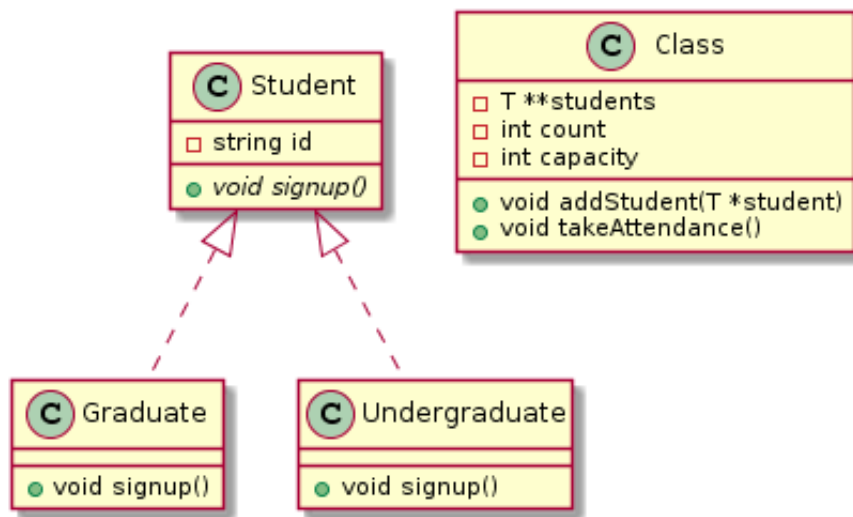 C Student
string id
void signup()
C Class
T **students
int count
int capacity
void addStudent(T *student)
void takeAttendance()
C Graduate
void signup()
C Undergraduate
void signup()